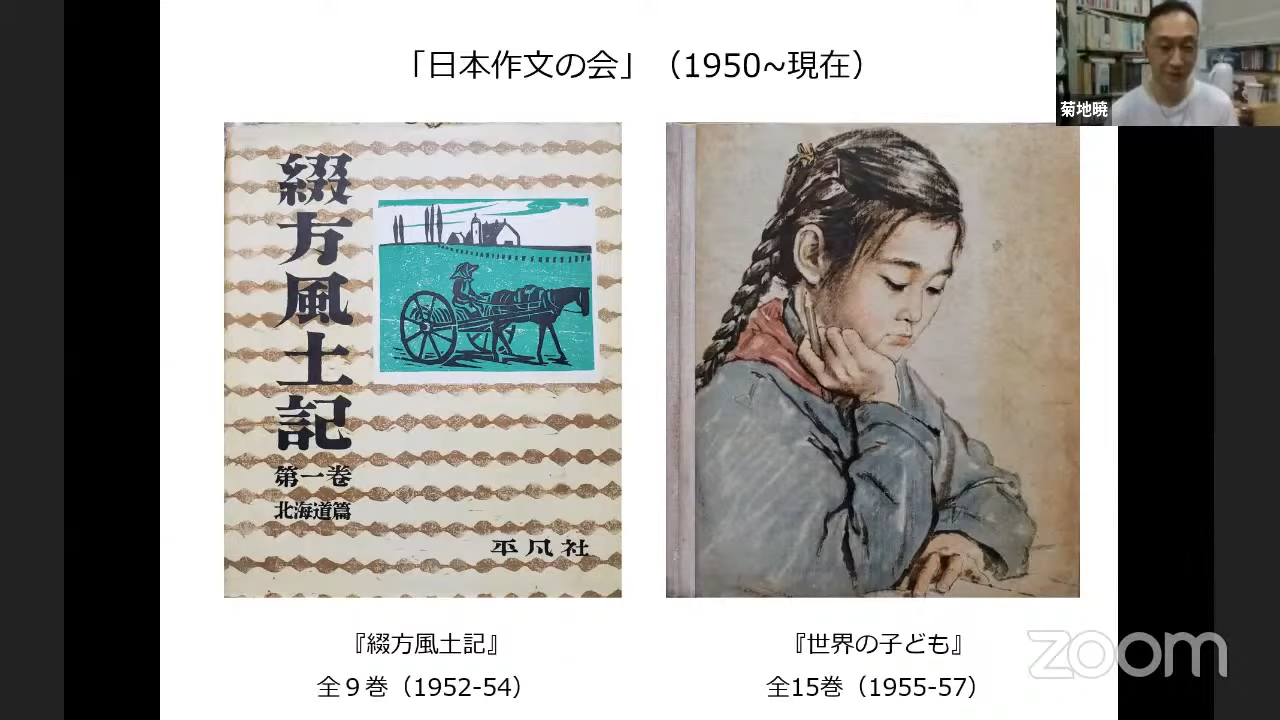 「日本作文の会」（1950~現在）
菊地暁
綴方風土記
第一巻
北海道篇
平凡社
『綴方風土記』
全９巻（1952-54）
『世界の子ども』
全15巻（1955-57）
zoom